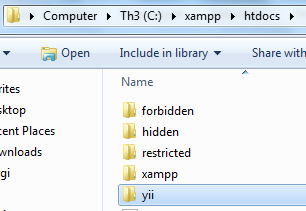 Computer Th3 (C:) xampp htdocs
Open Include in library Share with
Name
rites
sktop
cent Places
wnloads
gi
forbidden
hidden
restricted
xampp
yii